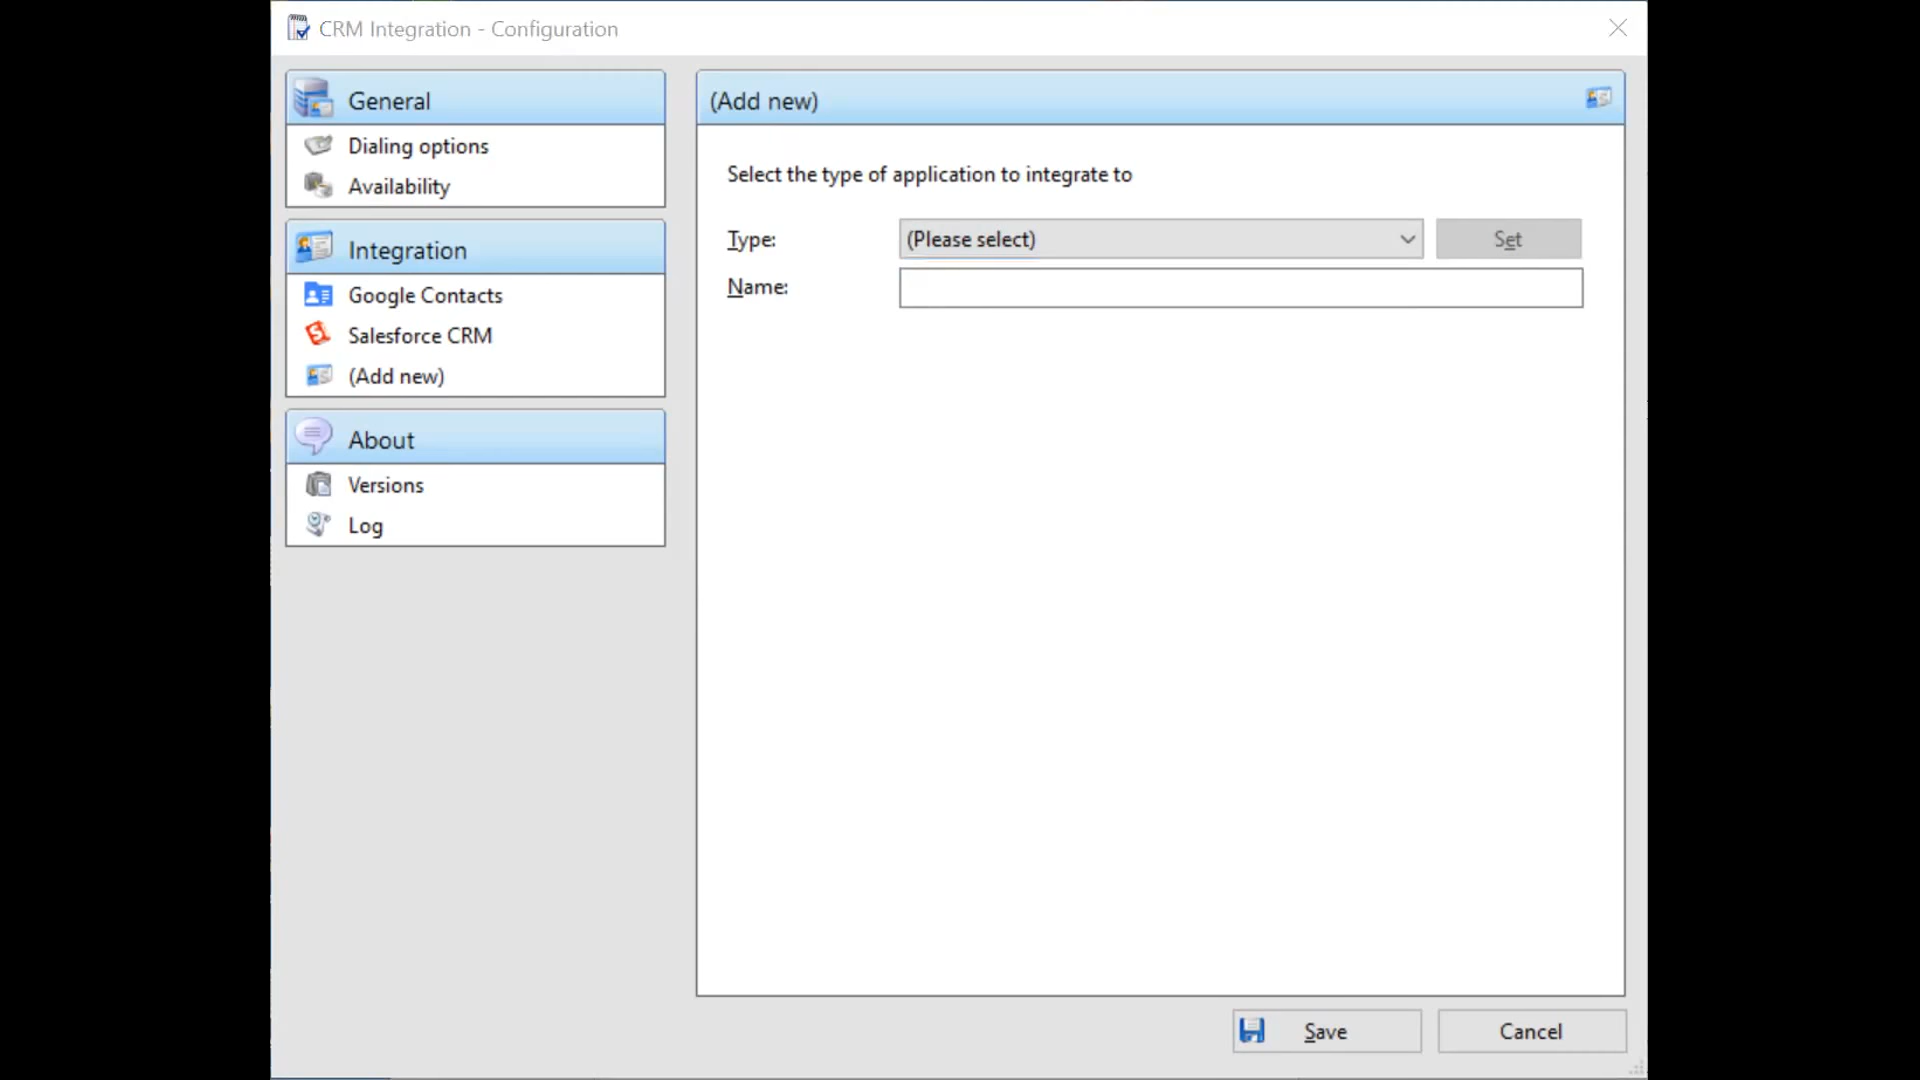 CRM Integration - Configuration
General
Dialing options
Availability
Integration
Google Contacts
Salesforce CRM
(Add new)
About
Versions
Log
(Add new)
Select the type of application to integrate to
Type: (Please select) Set
Name:
Save Cancel